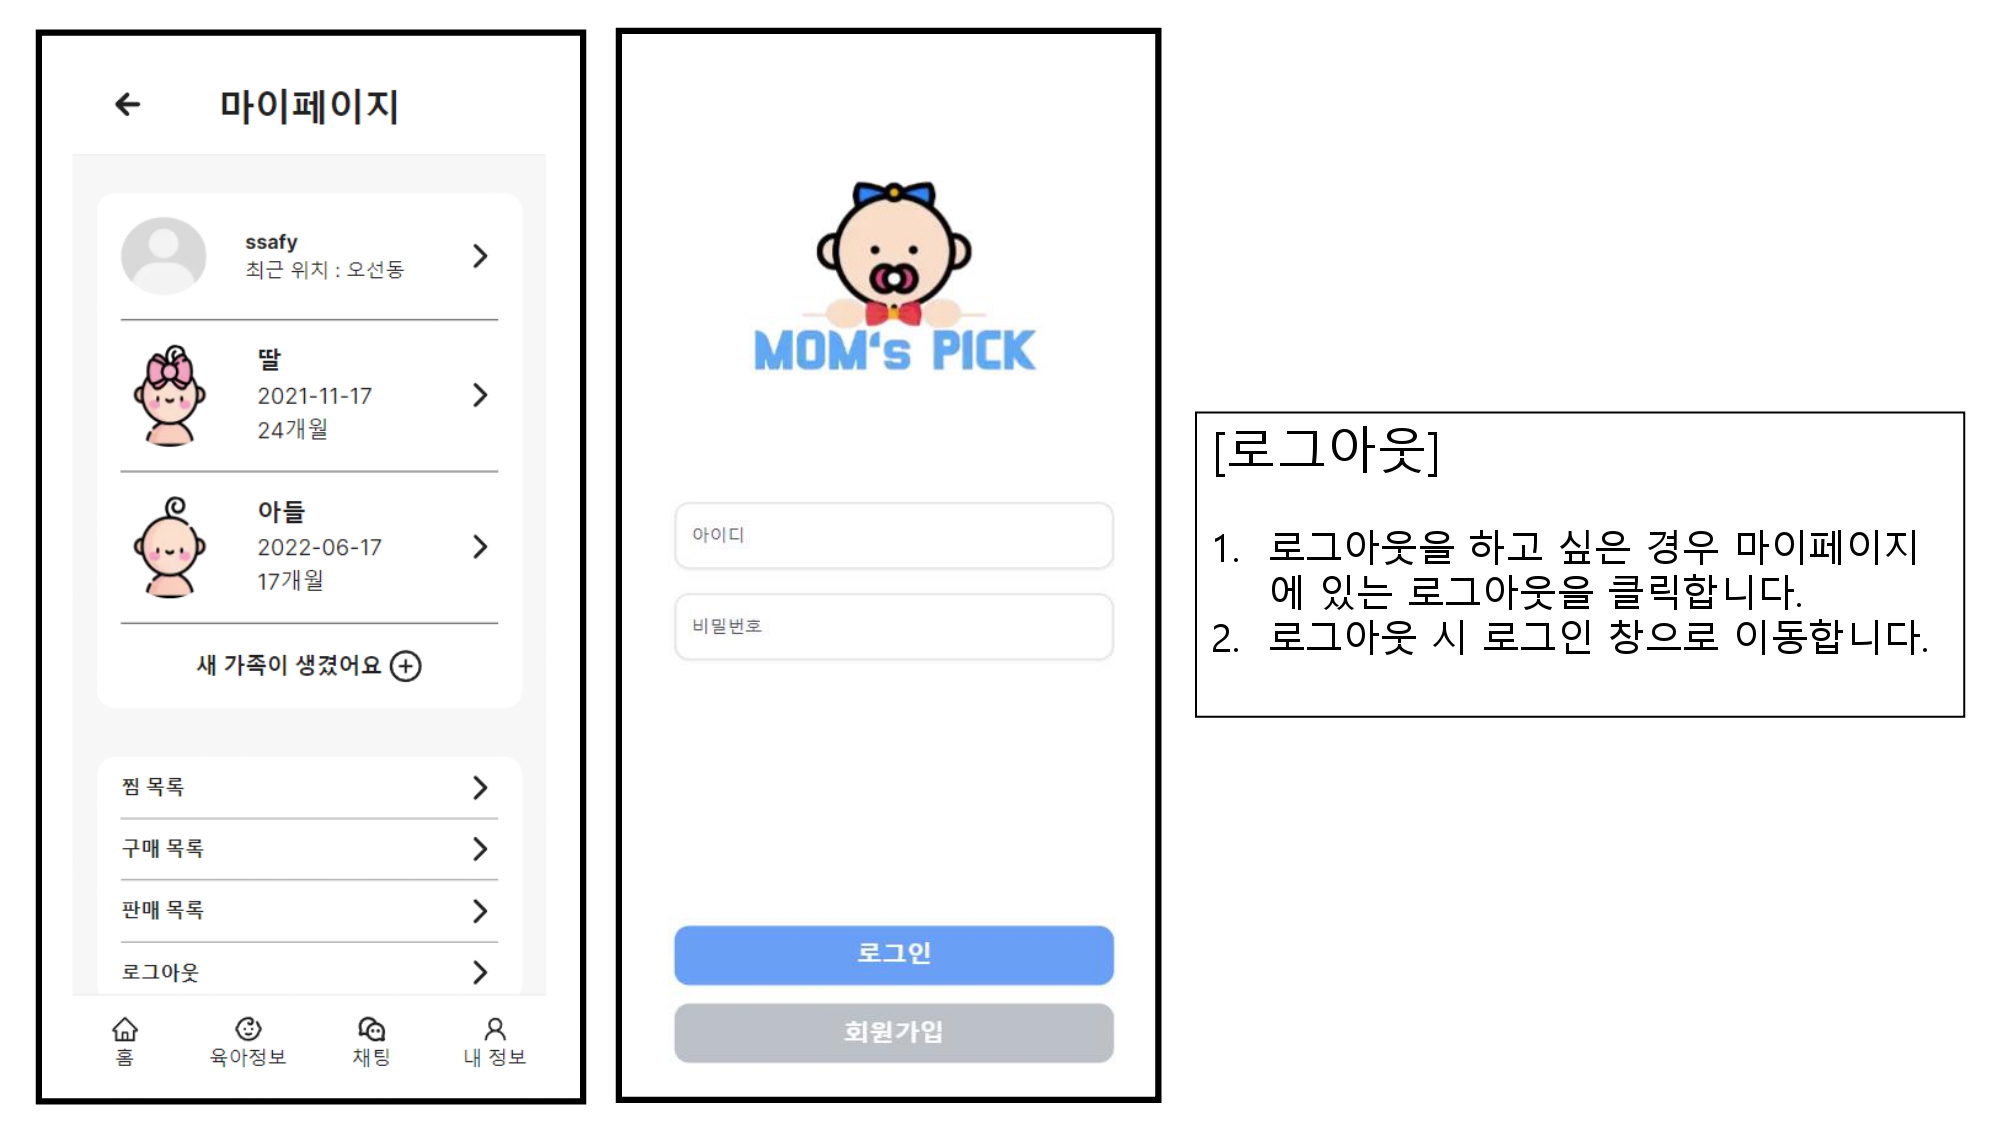 마이페이지
ssafy
최근 위치 : 오선동
딸
2021-11-17
24개월
아들
2022-06-17
17개월
새 가족이 생겼어요
찜 목록
구매 목록
판매 목록
로그아웃
홈
육아정보
채팅
내 정보
MOM's PICK
아이디
비밀번호
로그인
회원가입
[로그아웃]
1. 로그아웃을 하고 싶은 경우 마이페이지
에 있는 로그아웃을 클릭합니다.
2. 로그아웃 시 로그인 창으로 이동합니다.